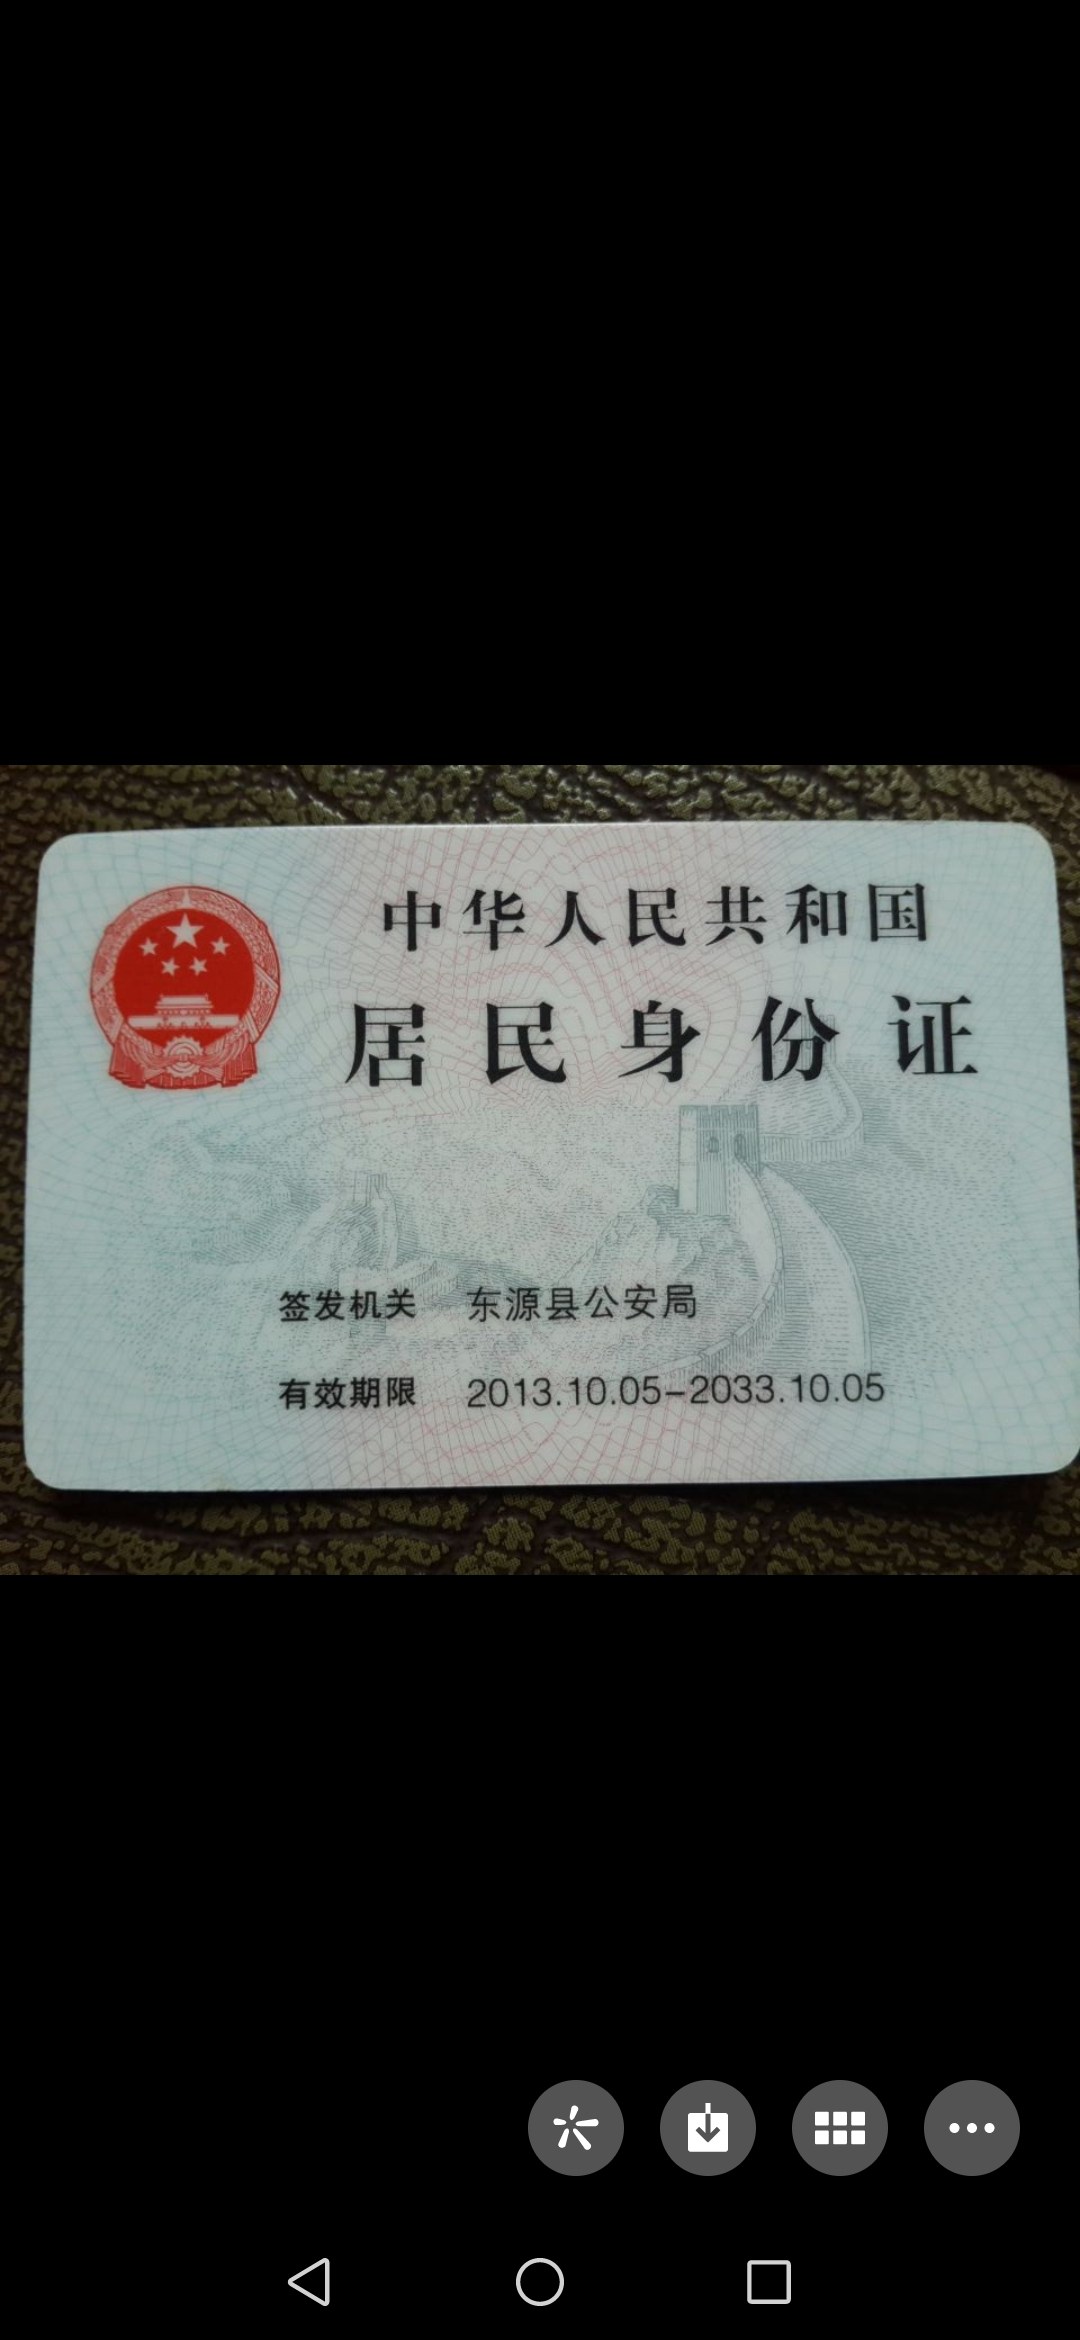 中华人民共和国
居民身份证
签发机关 东源县公安局
有效期限 2013.10.05-2033.10.05